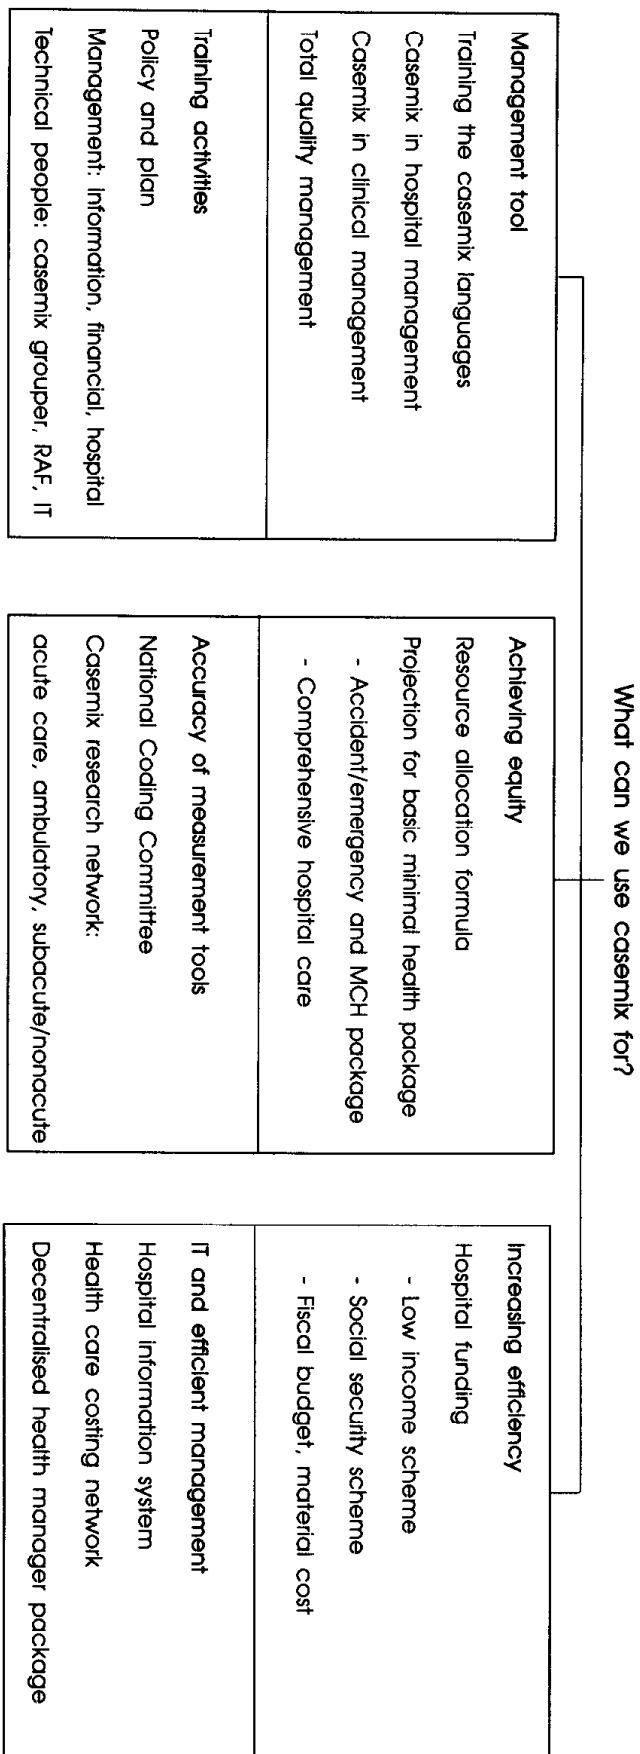 What can we use casemix for?
Management tool
Training the casemix languages
Casemix in hospital management
Casemix in clinical management
Total quality management
Training activities
Policy and plan
Management: information, financial, hospital
Technical people: casemix grouper, RAF, IT
Achieving equity
Resource allocation formula
Projection for basic minimal health package
- Accident/emergency and MCH package
- Comprehensive hospital care
Accuracy of measurement tools
National Coding Committee
Casemix research network:
acute care, ambulatory, subacute/nonacute
Increasing efficiency
Hospital funding
- Low income scheme
- Social security scheme
- Fiscal budget, material cost
IT and efficient management
Hospital information system
Health care costing network
Decentralised health manager package